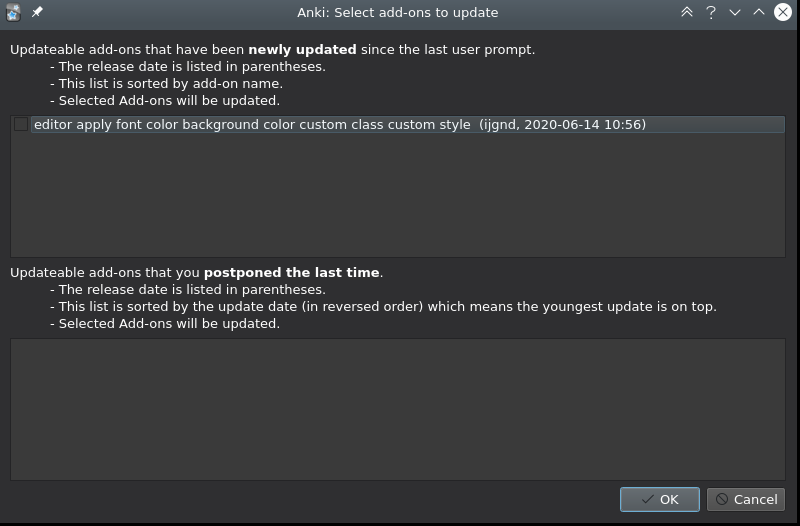 Anki: Select add-ons to update
Updateable add-ons that have been newly updated since the last user prompt.
- The release date is listed in parentheses.
- This list is sorted by add-on name.
- Selected Add-ons will be updated.
editor apply font color background color custom class custom style  (ijgnd, 2020-06-14 10:56)
Updateable add-ons that you postponed the last time.
- The release date is listed in parentheses.
- This list is sorted by the update date (in reversed order) which means the youngest update is on top.
- Selected Add-ons will be updated.
OK Cancel